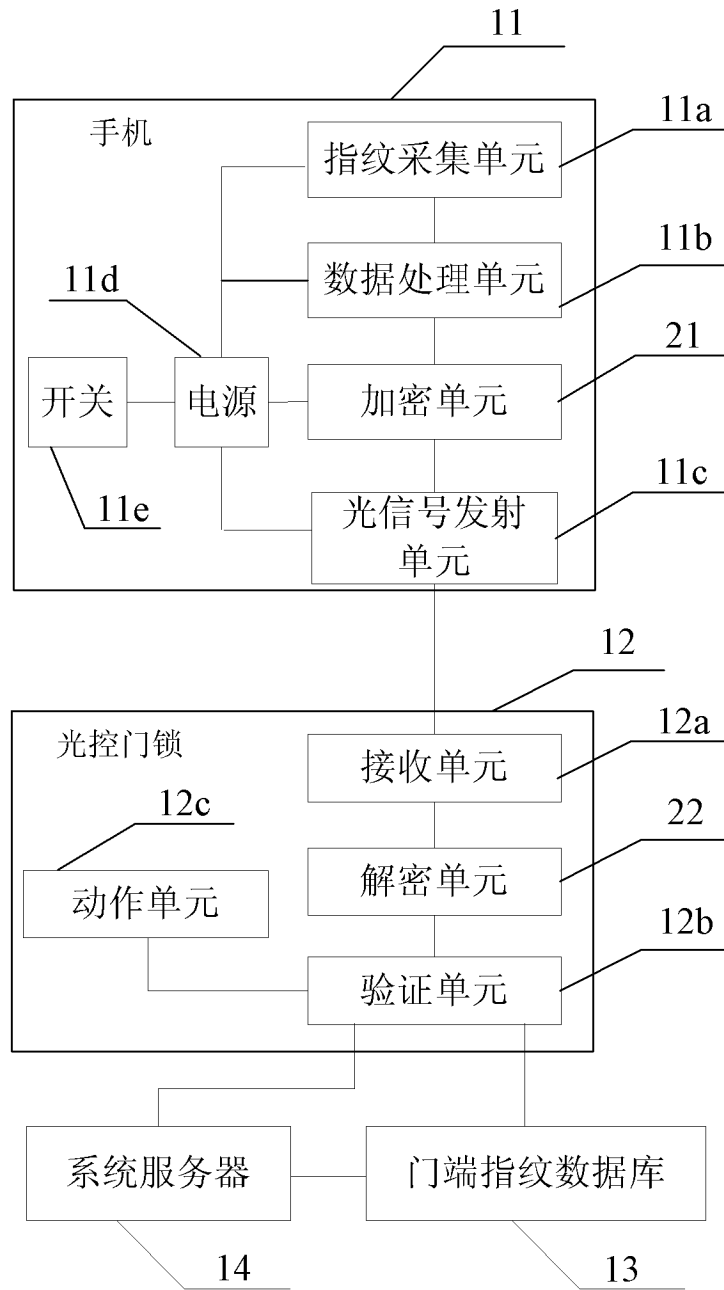 11
手机
11a
指纹采集单元
11b
数据处理单元
11d
21
开关
电源
加密单元
11c
11e
光信号发射
单元
12
光控门锁
12a
接收单元
12c
22
动作单元
解密单元
12b
验证单元
系统服务器
门端指纹数据库
14
13